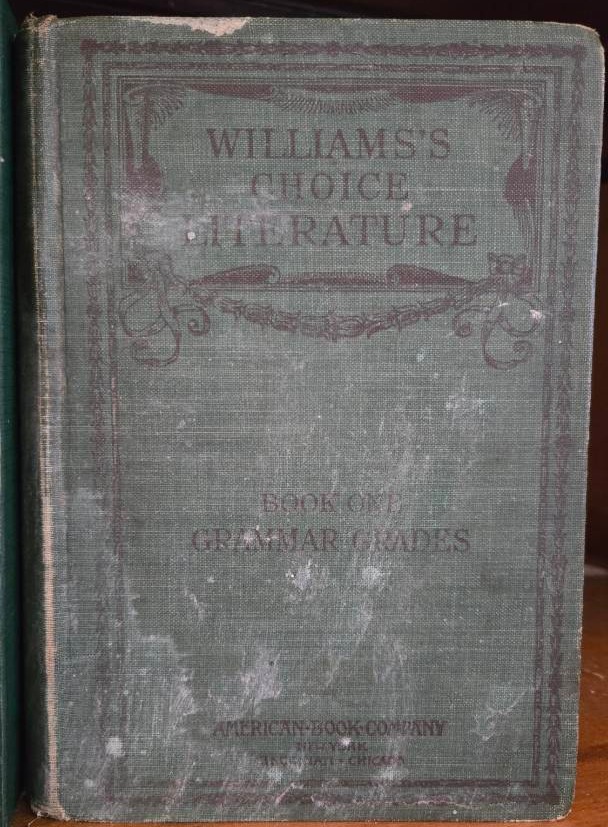 WILLIAMS'S
CHOICE
LITERATURE
BOOK ONE
GRAMMAR GRADES
AMERICAN·BOOK·COMPANY
NEW YORK
CINCINNATI·CHICAGO